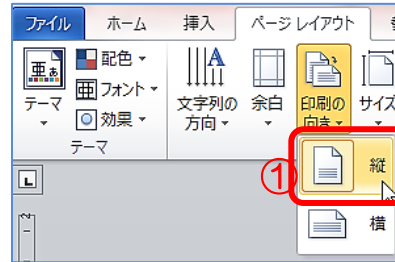 ファイル ホーム 挿入 ページ レイアウト
亜あ 配色 A
フォント
テーマ 効果 文字列の 方向 余白 印刷の 向き サイズ
テーマ
① 縦
L
2 横